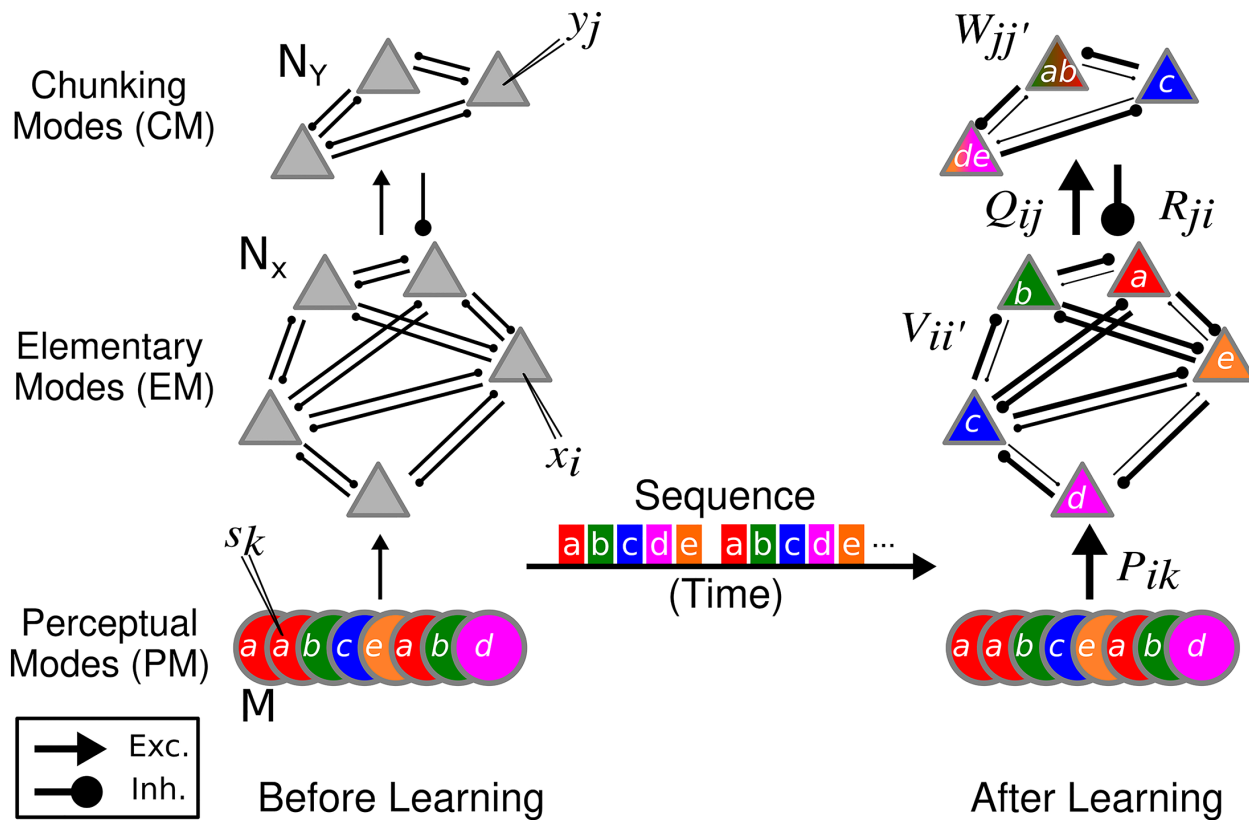 Chunking
Modes (CM)
N_Y
y_j
W_jj'
ab
c
de
Q_ij
R_ji
Elementary
Modes (EM)
N_x
x_i
V_ii'
b
a
e
c
d
Sequence
a b c d e a b c d e ...
(Time)
P_ik
s_k
Perceptual
Modes (PM)
a a b c e a b d
M
a a b c e a b d
Exc.
Inh.
Before Learning
After Learning